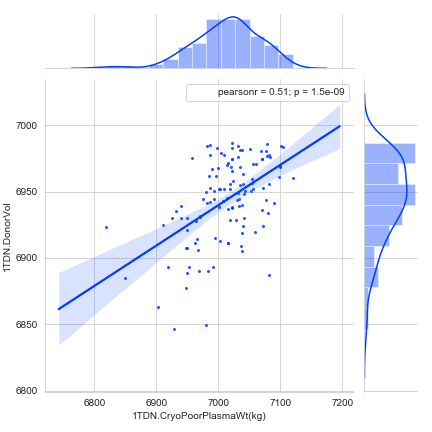 pearsonr = 0.51; p = 1.5e-09
7000
6950
6900
6850
6800
1TDN.DonorVol
6800 6900 7000 7100 7200
1TDN.CryoPoorPlasmaWt(kg)